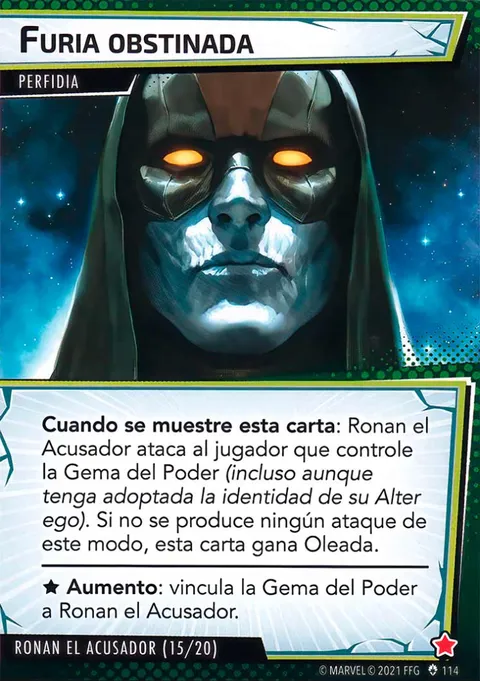 FURIA OBSTINADA
PERFIDIA
Cuando se muestre esta carta: Ronan el
Acusador ataca al jugador que controle
la Gema del Poder (incluso aunque
tenga adoptada la identidad de su Alter
ego). Si no se produce ningún ataque de
este modo, esta carta gana Oleada.
★ Aumento: vincula la Gema del Poder
a Ronan el Acusador.
RONAN EL ACUSADOR (15/20)
© MARVEL © 2021 FFG 114